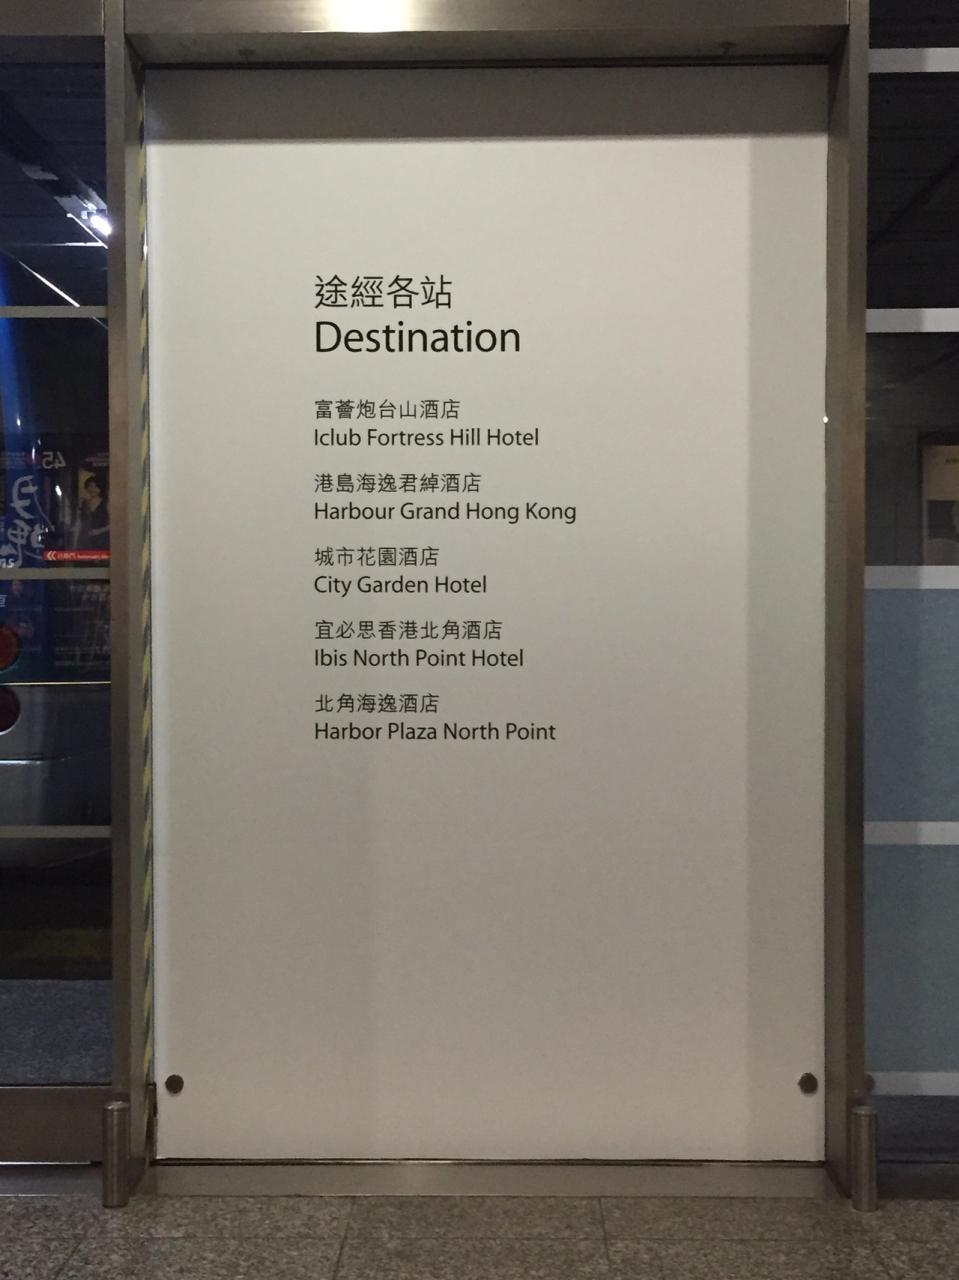 途經各站
Destination
富薈炮台山酒店
Iclub Fortress Hill Hotel
港島海逸君綽酒店
Harbour Grand Hong Kong
城市花園酒店
City Garden Hotel
宜必思香港北角酒店
Ibis North Point Hotel
北角海逸酒店
Harbor Plaza North Point
45